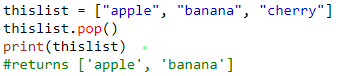 thislist = ["apple", "banana", "cherry"]
thislist.pop()
print(thislist)
#returns ['apple', 'banana']